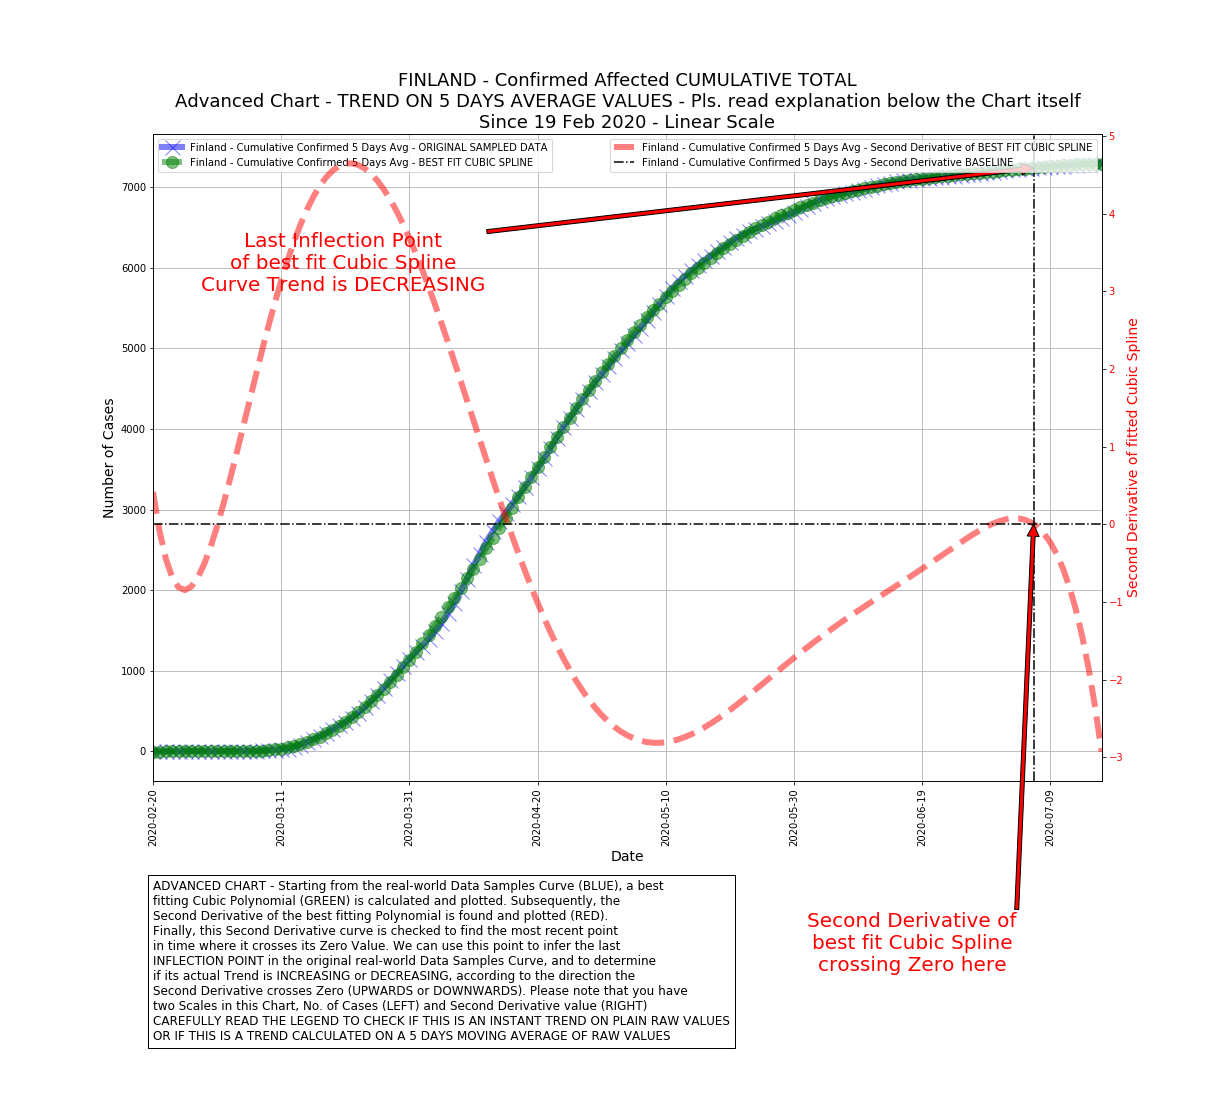 FINLAND - Confirmed Affected CUMULATIVE TOTAL
Advanced Chart - TREND ON 5 DAYS AVERAGE VALUES - Pls. read explanation below the Chart itself
Since 19 Feb 2020 - Linear Scale
Finland - Cumulative Confirmed 5 Days Avg - ORIGINAL SAMPLED DATA
Finland - Cumulative Confirmed 5 Days Avg - BEST FIT CUBIC SPLINE
Finland - Cumulative Confirmed 5 Days Avg - Second Derivative of BEST FIT CUBIC SPLINE
Finland - Cumulative Confirmed 5 Days Avg - Second Derivative BASELINE
Last Inflection Point
of best fit Cubic Spline
Curve Trend is DECREASING
Number of Cases
7000
6000
5000
4000
3000
2000
1000
0
5
4
3
2
1
0
−1
−2
−3
Second Derivative of fitted Cubic Spline
2020-02-20
2020-03-11
2020-03-31
2020-04-20
2020-05-10
2020-05-30
2020-06-19
2020-07-09
Date
ADVANCED CHART - Starting from the real-world Data Samples Curve (BLUE), a best
fitting Cubic Polynomial (GREEN) is calculated and plotted. Subsequently, the
Second Derivative of the best fitting Polynomial is found and plotted (RED).
Finally, this Second Derivative curve is checked to find the most recent point
in time where it crosses its Zero Value. We can use this point to infer the last
INFLECTION POINT in the original real-world Data Samples Curve, and to determine
if its actual Trend is INCREASING or DECREASING, according to the direction the
Second Derivative crosses Zero (UPWARDS or DOWNWARDS). Please note that you have
two Scales in this Chart, No. of Cases (LEFT) and Second Derivative value (RIGHT)
CAREFULLY READ THE LEGEND TO CHECK IF THIS IS AN INSTANT TREND ON PLAIN RAW VALUES
OR IF THIS IS A TREND CALCULATED ON A 5 DAYS MOVING AVERAGE OF RAW VALUES
Second Derivative of
best fit Cubic Spline
crossing Zero here